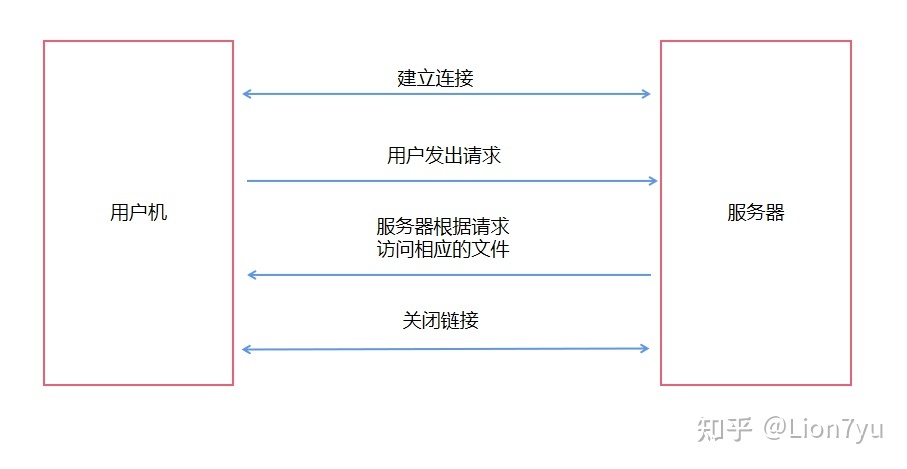 建立连接
用户发出请求
用户机
服务器
服务器根据请求
访问相应的文件
关闭链接
知乎 @Lion7yu